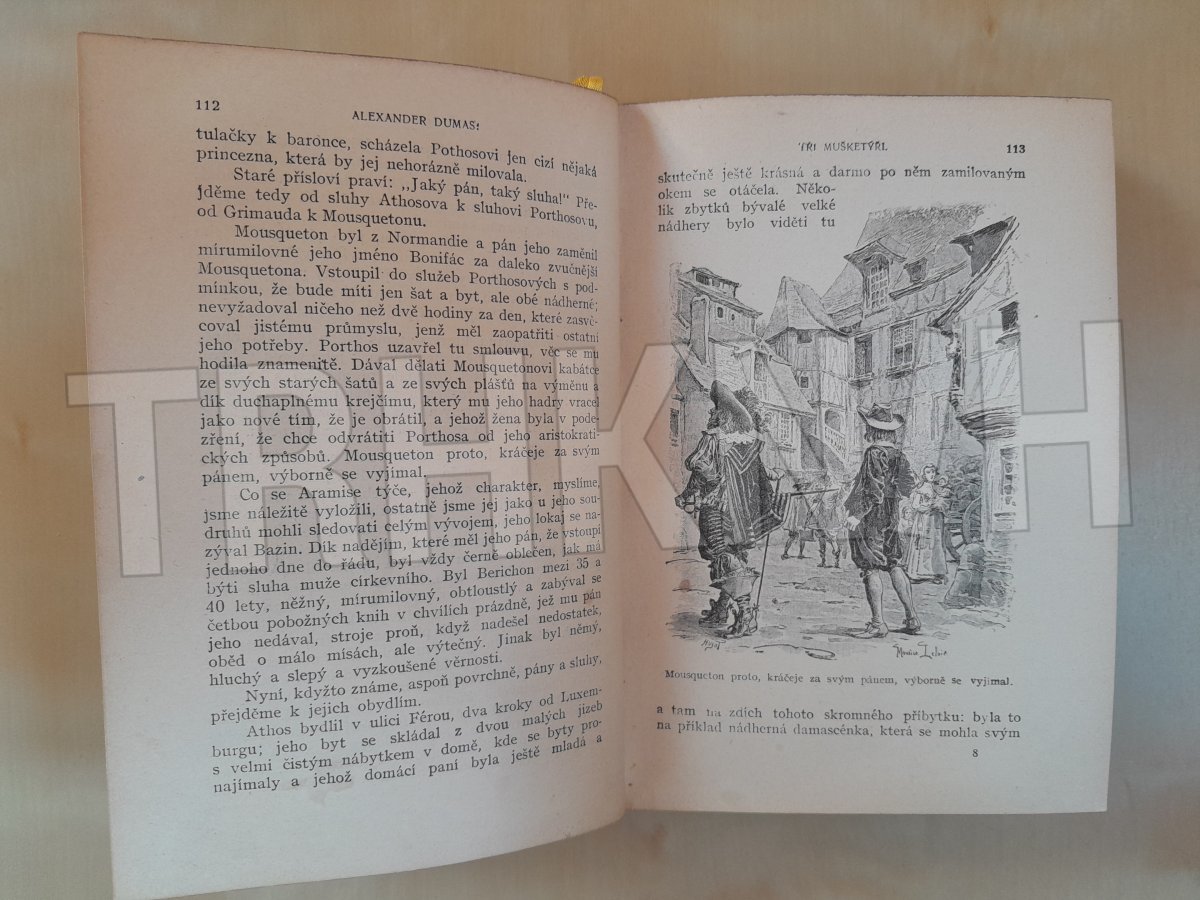 112
ALEXANDER DUMAS:
tulačky k baronce, scházela Pothosovi jen cizí nějaká
princezna, která by jej nehorázně milovala.
Staré přísloví praví: „Jaký pán, taký sluha!" Pře-
jděme tedy od sluhy Athosova k sluhovi Porthosovu,
od Grimauda k Mousquetonu.
Mousqueton byl z Normandie a pán jeho zaměnil
mírumilovné jeho jméno Bonifác za daleko zvučnější
Mousquetona. Vstoupil do služeb Porthosových s pod-
mínkou, že bude míti jen šat a byt, ale obé nádherné;
nevyžadoval ničeho než dvě hodiny za den, které zasvě-
coval jistému průmyslu, jenž měl zaopatřiti ostatní
jeho potřeby. Porthos uzavřel tu smlouvu, věc se mu
hodila znamenitě. Dával dělati Mousquetonovi kabátce
ze svých starých šatů a ze svých plášťů na výměnu a
dík duchaplnému krejčímu, který mu jeho hadry vracel
jako nové tím, že je obrátil, a jehož žena byla v pode-
zření, že chce odvrátiti Porthosa od jeho aristokrati-
ckých způsobů. Mousqueton proto, kráčeje za svým
pánem, výborně se vyjímal.
Co se Aramise týče, jehož charakter, myslíme,
jsme náležitě vyložili, ostatně jsme jej jako u jeho sou-
druhů mohli sledovati celým vývojem, jeho lokaj se na-
zýval Bazin. Dík nadějím, které měl jeho pán, že vstoupí
jednoho dne do řádu, byl vždy černě oblečen, jak má
býti sluha muže církevního. Byl Berichon mezi 35 a
40 lety, něžný, mírumilovný, obtloustlý a zabýval se
četbou pobožných knih v chvílích prázdně, jež mu pán
jeho nedával, stroje proň, když nadešel nedostatek,
oběd o málo mísách, ale výtečný. Jinak byl němý,
hluchý a slepý a vyzkoušené věrnosti.
Nyní, kdyžto známe, aspoň povrchně, pány a sluhy,
přejděme k jejich obydlím.
Athos bydlil v ulici Férou, dva kroky od Luxem-
burgu; jeho byt se skládal z dvou malých jizeb
s velmi čistým nábytkem v domě, kde se byty pro-
najímaly a jehož domácí paní byla ještě mladá a
TŘI MUŠKETÝŘI.
113
skutečně ještě krásná a darmo po něm zamilovaným
okem se otáčela. Něko-
lik zbytků bývalé velké
nádhery bylo viděti tu
Maurice Leloir
Mousqueton proto, kráčeje za svým pánem, výborně se vyjímal.
a tam na zdích tohoto skromného příbytku: byla to
na příklad nádherná damascénka, která se mohla svým
8